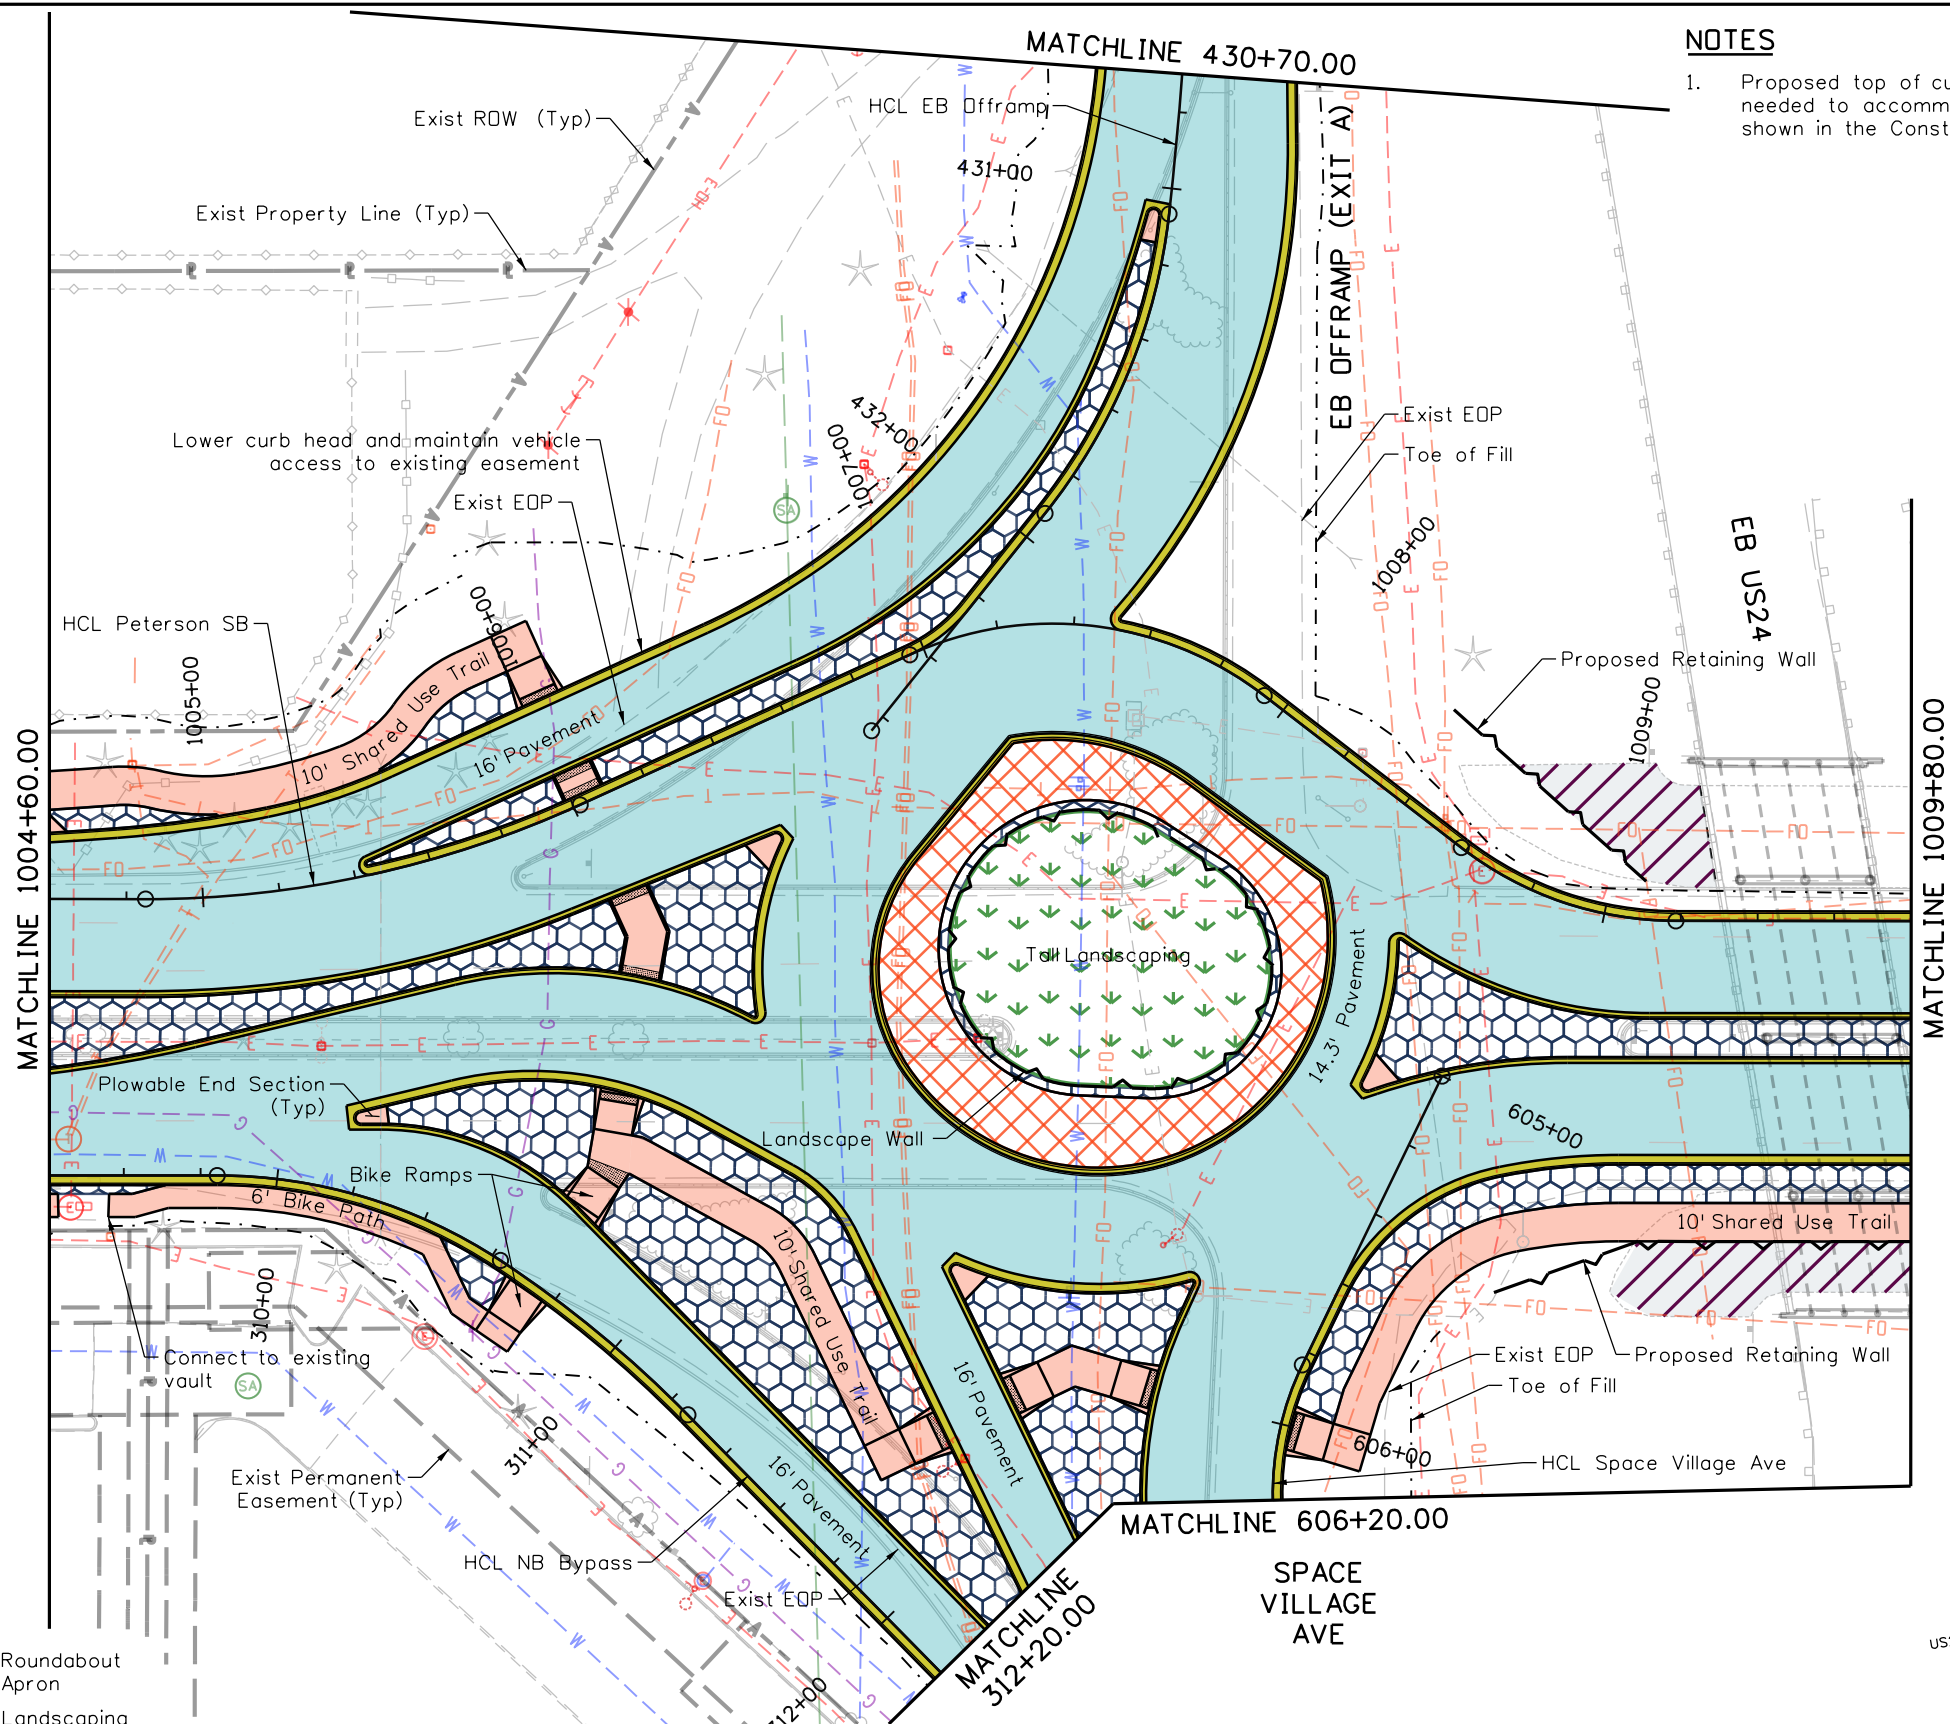 MATCHLINE 430+70.00
NOTES
1. Proposed top of cu
needed to accomm
shown in the Const
HCL EB Offramp
Exist ROW (Typ)
431+00
Exist Property Line (Typ)
EB OFFRAMP (EXIT A)
Exist EOP
Toe of Fill
432+00
1007+00
Lower curb head and maintain vehicle
access to existing easement
Exist EOP
SA
1008+00
EB US24
HCL Peterson SB
1006+00
1005+00
Proposed Retaining Wall
1009+00
10' Shared Use Trail
16' Pavement
MATCHLINE 1004+60.00
MATCHLINE 1009+80.00
Tall Landscaping
14.3' Pavement
Plowable End Section
(Typ)
Landscape Wall
605+00
Bike Ramps
6' Bike Path
10' Shared Use Trail
10' Shared Use Trail
310+00
Connect to existing
vault
SA
Exist EOP
Proposed Retaining Wall
Toe of Fill
16' Pavement
311+00
606+00
HCL Space Village Ave
Exist Permanent
Easement (Typ)
16' Pavement
MATCHLINE 606+20.00
HCL NB Bypass
Exist EOP
SPACE
VILLAGE
AVE
MATCHLINE
312+20.00
312+00
Roundabout
Apron
Landscaping
US